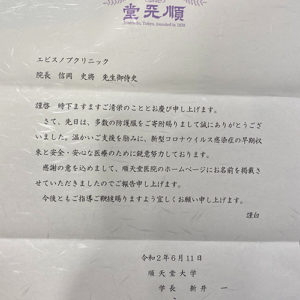 順天堂
エビスノブクリニック
院長　信岡　史將　先生御侍史
謹啓　時下ますますご清栄のこととお慶び申し上げます。
さて、先日は、多数の防護服をご寄附賜りまして誠にありがとうござい
ました。温かいご支援を励みに、新型コロナウイルス感染症の早期収
束と安全・安心な医療のために鋭意努力しております。
感謝の意を込めまして、順天堂医院のホームページにお名前を掲載さ
せていただきましたのでご報告申し上げます。
今後ともご指導ご鞭撻賜りますよう宜しくお願い申し上げます。
謹白
令和２年６月１１日
順天堂大学
学長　新井　一